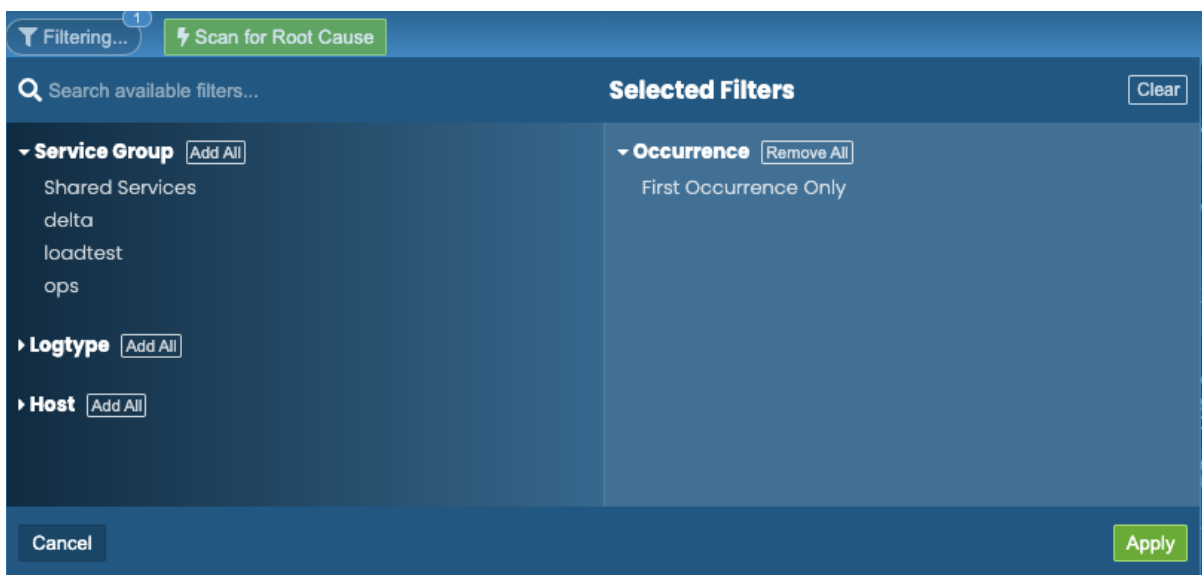 1
Filtering...
Scan for Root Cause
Search available filters...
Selected Filters
Clear
Service Group Add All
Shared Services
delta
loadtest
ops
Logtype Add All
Host Add All
Occurrence Remove All
First Occurrence Only
Cancel
Apply